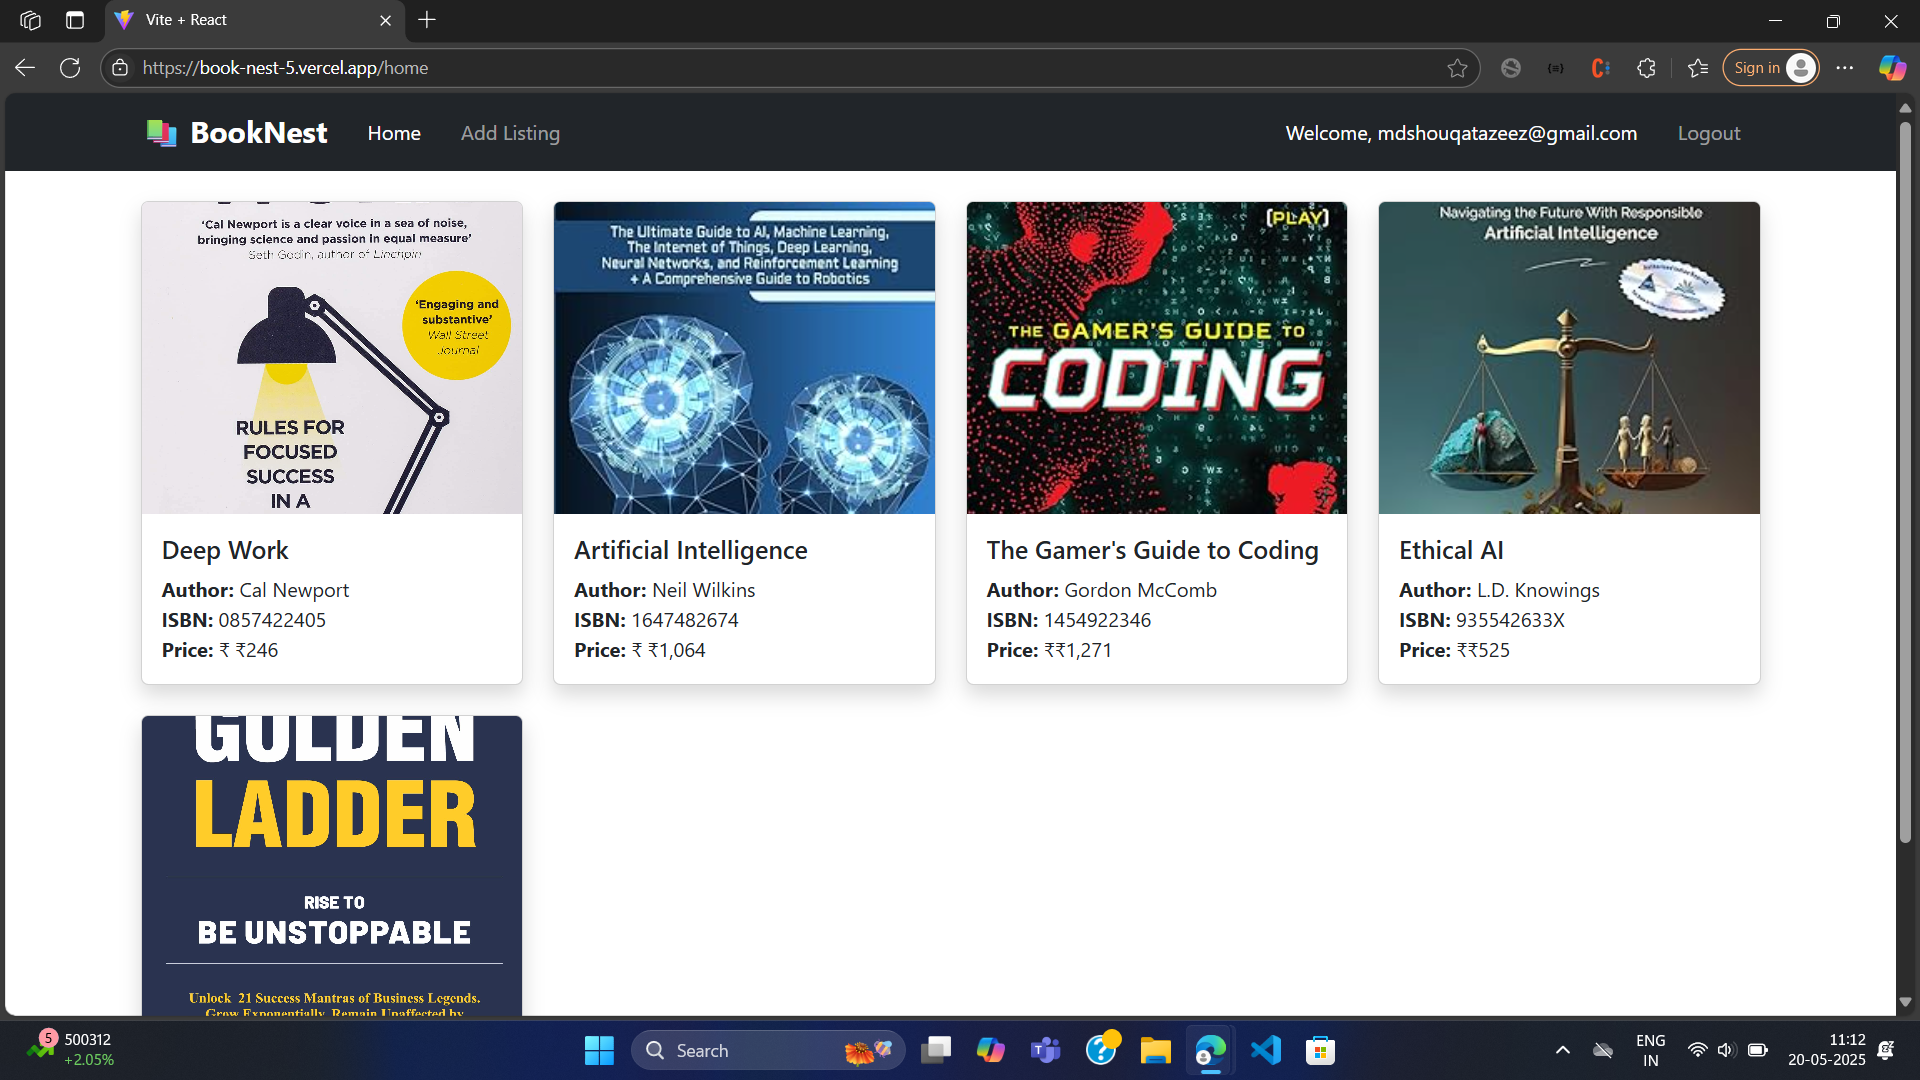 Vite + React
https://book-nest-5.vercel.app/home
Sign in
BookNest
Home
Add Listing
Welcome, mdshouqatazeez@gmail.com
Logout
‘Cal Newport is a clear voice in a sea of noise,
bringing science and passion in equal measure’
Seth Godin, author of Linchpin
‘Engaging and
substantive’
Wall Street
Journal
RULES FOR
FOCUSED
SUCCESS
IN A
Deep Work
Author: Cal Newport
ISBN: 0857422405
Price: ₹ ₹246
The Ultimate Guide to AI, Machine Learning,
The Internet of Things, Deep Learning,
Neural Networks, and Reinforcement Learning
+ A Comprehensive Guide to Robotics
Artificial Intelligence
Author: Neil Wilkins
ISBN: 1647482674
Price: ₹ ₹1,064
[PLAY]
THE GAMER'S GUIDE TO
CODING
The Gamer's Guide to Coding
Author: Gordon McComb
ISBN: 1454922346
Price: ₹₹1,271
Navigating the Future With Responsible
Artificial Intelligence
Ethical AI
Author: L.D. Knowings
ISBN: 935542633X
Price: ₹₹525
GOLDEN
LADDER
RISE TO
BE UNSTOPPABLE
Unlock 21 Success Mantras of Business Legends.
Grow Exponentially, Remain Unaffected by
5
500312
+2.05%
Search
ENG
IN
11:12
20-05-2025